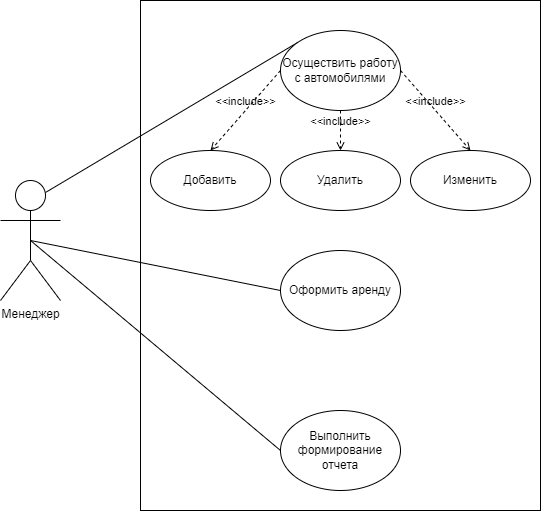 Осуществить работу
с автомобилями
<<include>>
<<include>>
<<include>>
Добавить
Удалить
Изменить
Менеджер
Оформить аренду
Выполнить
формирование
отчета